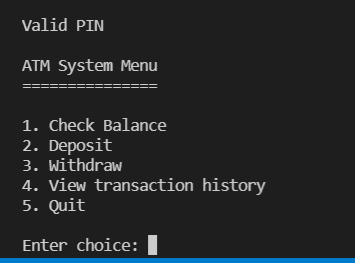 Valid PIN
ATM System Menu
===============
1. Check Balance
2. Deposit
3. Withdraw
4. View transaction history
5. Quit
Enter choice: